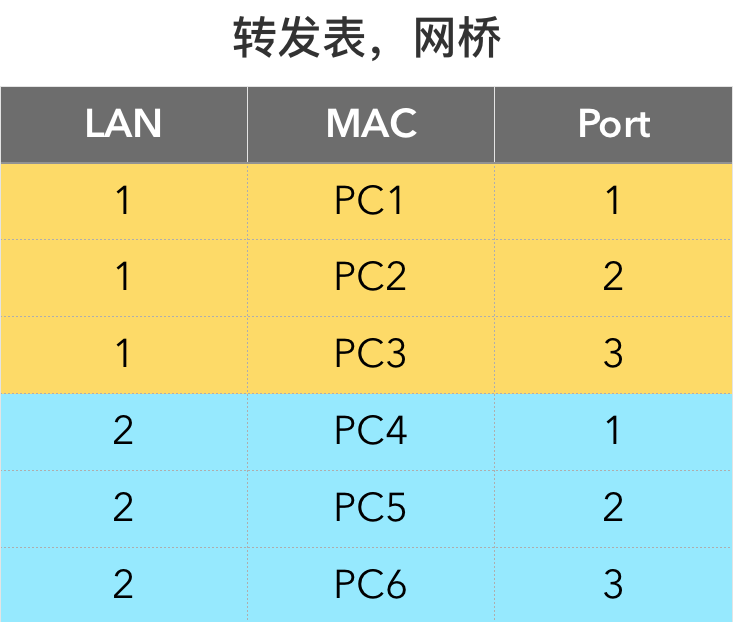 转发表，网桥
LAN MAC Port
1 PC1 1
1 PC2 2
1 PC3 3
2 PC4 1
2 PC5 2
2 PC6 3